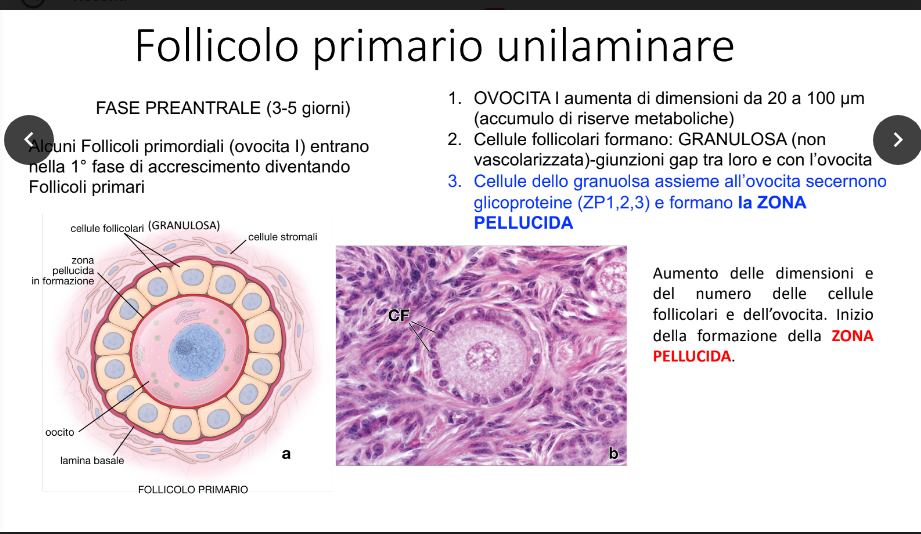 Follicolo primario unilaminare
FASE PREANTRALE (3-5 giorni)
Alcuni Follicoli primordiali (ovocita I) entrano
nella 1° fase di accrescimento diventando
Follicoli primari
1. OVOCITA I aumenta di dimensioni da 20 a 100 µm
(accumulo di riserve metaboliche)
2. Cellule follicolari formano: GRANULOSA (non
vascolarizzata)-giunzioni gap tra loro e con l'ovocita
3. Cellule dello granuolsa assieme all'ovocita secernono
glicoproteine (ZP1,2,3) e formano la ZONA
PELLUCIDA
cellule follicolari (GRANULOSA)
cellule stromali
zona
pellucida
in formazione
oocito
lamina basale
a
FOLLICOLO PRIMARIO
CF
b
Aumento delle dimensioni e
del numero delle cellule
follicolari e dell'ovocita. Inizio
della formazione della ZONA
PELLUCIDA.